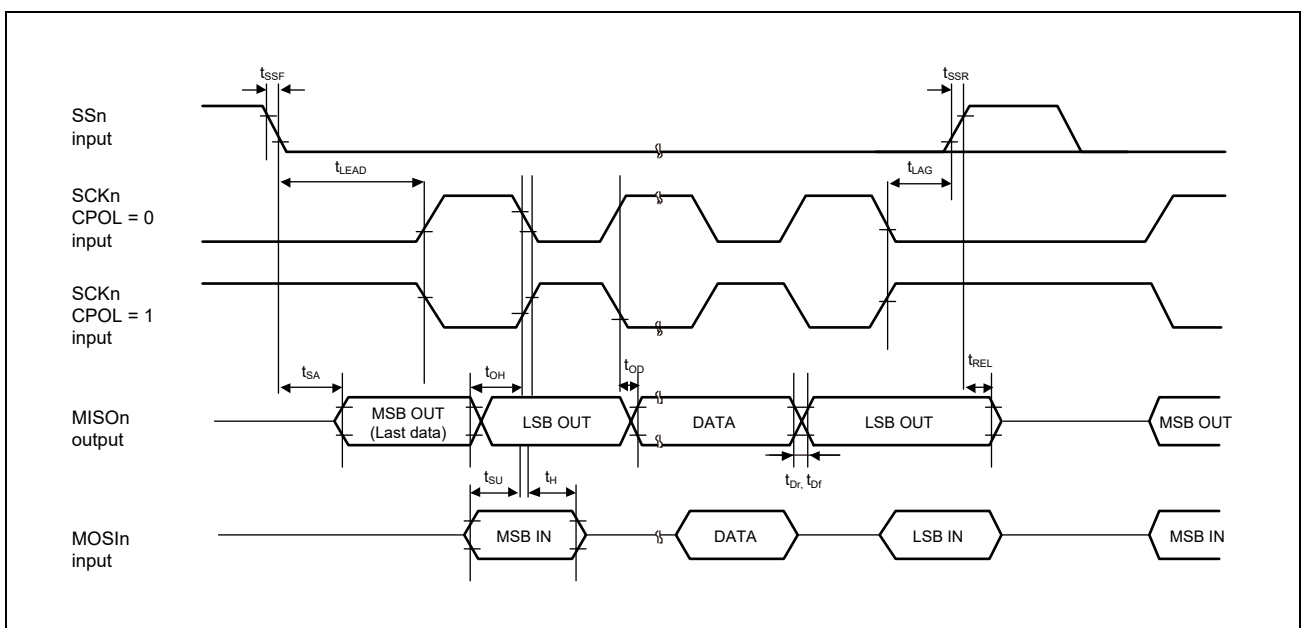 tSSF
tSSR
SSn
input
tLEAD
tLAG
SCKn
CPOL = 0
input
SCKn
CPOL = 1
input
tSA
tOH
tOD
tREL
MISOn
output
MSB OUT
(Last data)
LSB OUT
DATA
LSB OUT
MSB OUT
tSU
tH
tDr, tDf
MOSIn
input
MSB IN
DATA
LSB IN
MSB IN